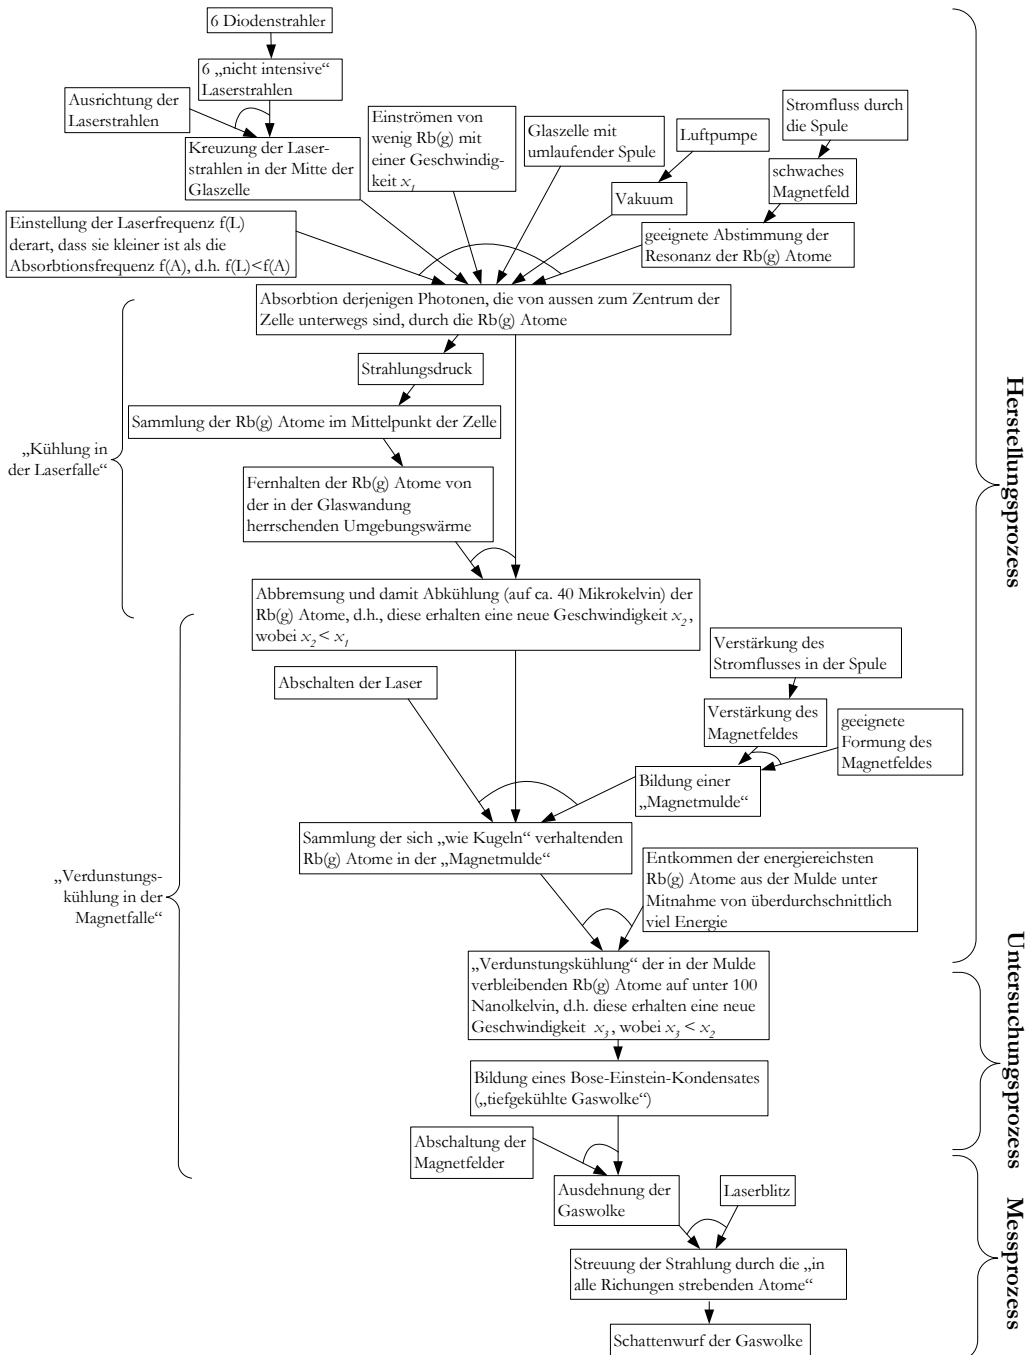 6 Diodenstrahler
6 „nicht intensive“
Laserstrahlen
Ausrichtung der
Laserstrahlen
Kreuzung der Laser-
strahlen in der Mitte der
Glaszelle
Einströmen von
wenig Rb(g) mit
einer Geschwindig-
keit x₁
Glaszelle mit
umlaufender Spule
Luftpumpe
Vakuum
Stromfluss durch
die Spule
schwaches
Magnetfeld
geeignete Abstimmung der
Resonanz der Rb(g) Atome
Einstellung der Laserfrequenz f(L)
derart, dass sie kleiner ist als die
Absorbtionsfrequenz f(A), d.h. f(L)<f(A)
Absorbtion derjenigen Photonen, die von aussen zum Zentrum der
Zelle unterwegs sind, durch die Rb(g) Atome
Strahlungsdruck
Sammlung der Rb(g) Atome im Mittelpunkt der Zelle
„Kühlung in
der Laserfalle“
Fernhalten der Rb(g) Atome von
der in der Glaswandung
herrschenden Umgebungswärme
Herstellungsprozess
Abbremsung und damit Abkühlung (auf ca. 40 Mikrokelvin) der
Rb(g) Atome, d.h., diese erhalten eine neue Geschwindigkeit x₂,
wobei x₂ < x₁
Abschalten der Laser
Verstärkung des
Stromflusses in der Spule
Verstärkung des
Magnetfeldes
geeignete
Formung des
Magnetfeldes
Bildung einer
„Magnetmulde“
Sammlung der sich „wie Kugeln“ verhaltenden
Rb(g) Atome in der „Magnetmulde“
Entkommen der energiereichsten
Rb(g) Atome aus der Mulde unter
Mitnahme von überdurchschnittlich
viel Energie
„Verdunstungs-
kühlung in der
Magnetfalle“
„Verdunstungskühlung“ der in der Mulde
verbleibenden Rb(g) Atome auf unter 100
Nanolkelvin, d.h. diese erhalten eine neue
Geschwindigkeit x₃, wobei x₃ < x₂
Untersuchungsprozess
Bildung eines Bose-Einstein-Kondensates
(„tiefgekühlte Gaswolke“)
Abschaltung der
Magnetfelder
Ausdehnung der
Gaswolke
Laserblitz
Messprozess
Streuung der Strahlung durch die „in
alle Richungen strebenden Atome“
Schattenwurf der Gaswolke